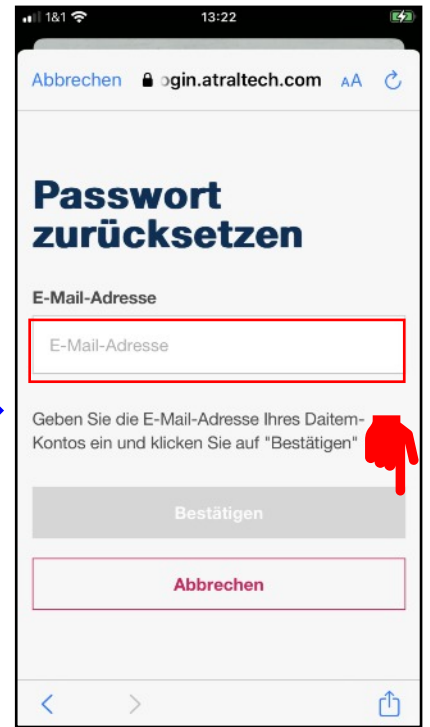 1&1 13:22
Abbrechen ogin.atraltech.com AA
Passwort
zurücksetzen
E-Mail-Adresse
E-Mail-Adresse
Geben Sie die E-Mail-Adresse Ihres Daitem-
Kontos ein und klicken Sie auf "Bestätigen"
Bestätigen
Abbrechen